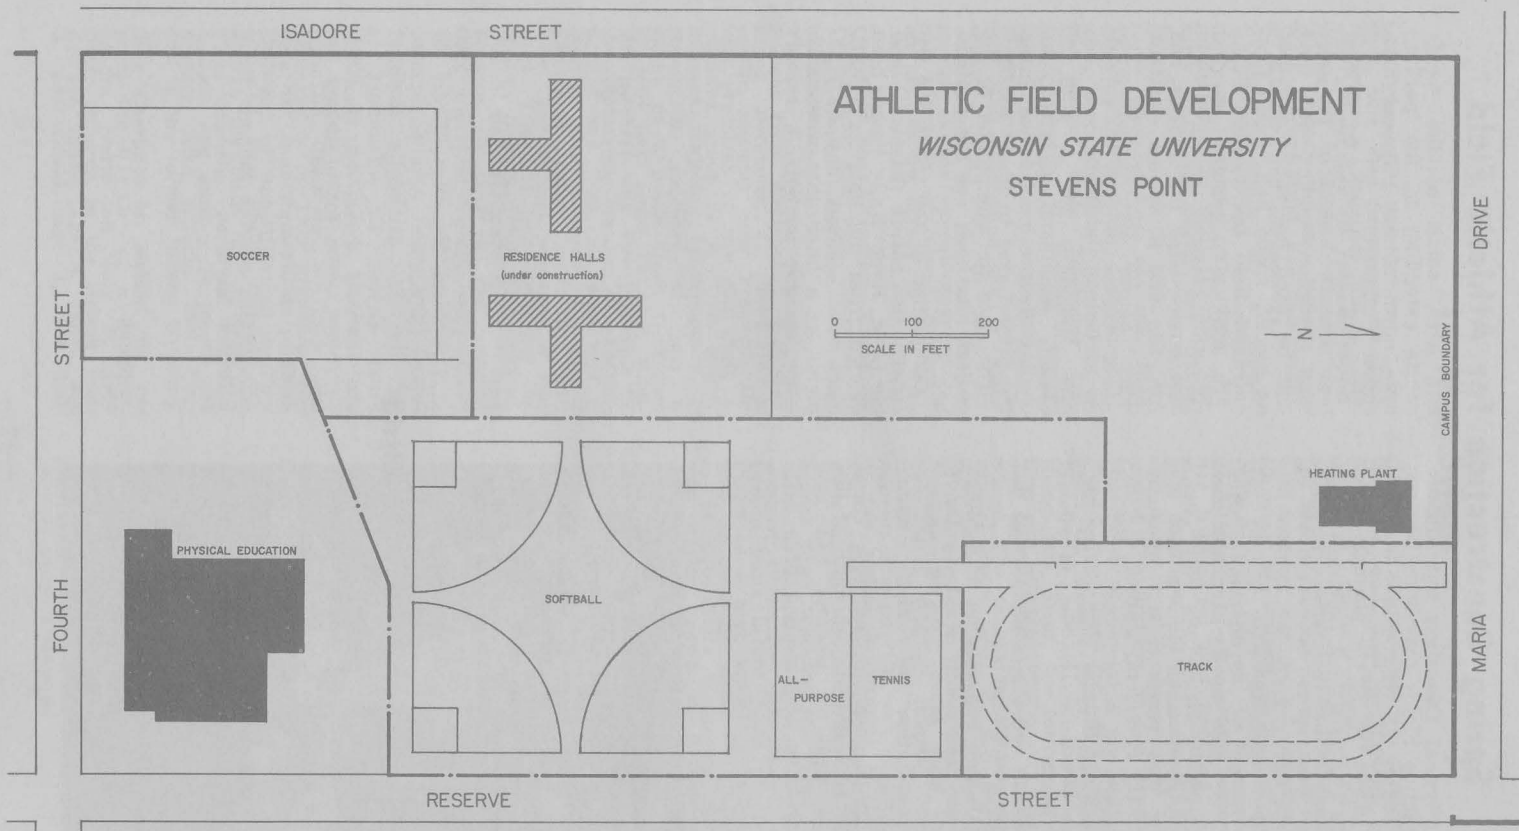 ISADORE STREET
ATHLETIC FIELD DEVELOPMENT
WISCONSIN STATE UNIVERSITY
STEVENS POINT
SOCCER
RESIDENCE HALLS
(under construction)
0 100 200
SCALE IN FEET
N
STREET
FOURTH
DRIVE
MARIA
CAMPUS BOUNDARY
HEATING PLANT
PHYSICAL EDUCATION
SOFTBALL
ALL-
PURPOSE
TENNIS
TRACK
RESERVE STREET